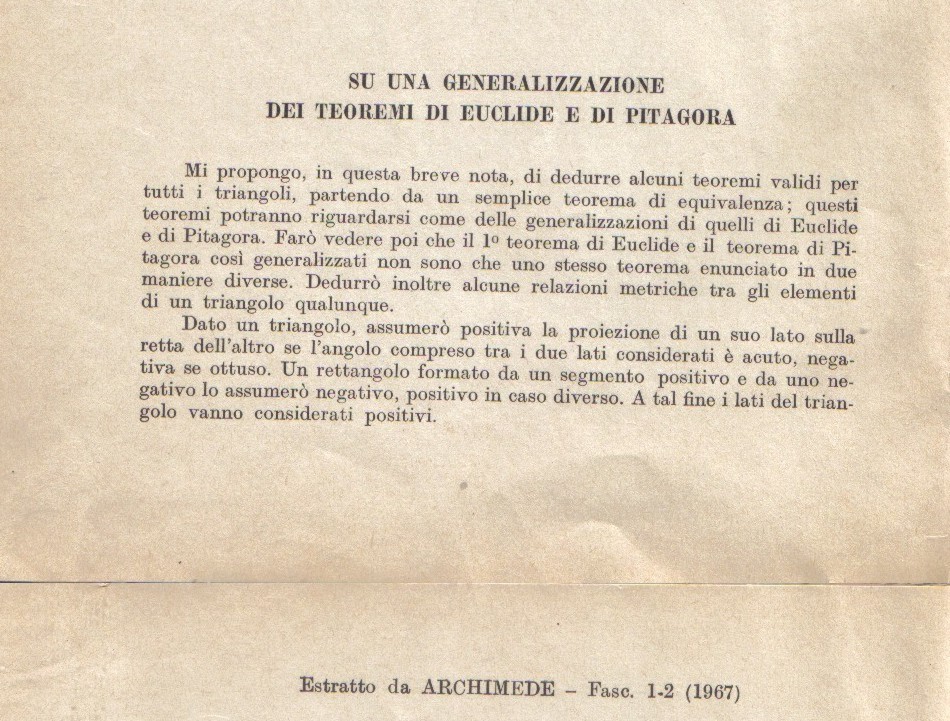 SU UNA GENERALIZZAZIONE
DEI TEOREMI DI EUCLIDE E DI PITAGORA
Mi propongo, in questa breve nota, di dedurre alcuni teoremi validi per
tutti i triangoli, partendo da un semplice teorema di equivalenza; questi
teoremi potranno riguardarsi come delle generalizzazioni di quelli di Euclide
e di Pitagora. Farò vedere poi che il 1º teorema di Euclide e il teorema di Pi-
tagora così generalizzati non sono che uno stesso teorema enunciato in due
maniere diverse. Dedurrò inoltre alcune relazioni metriche tra gli elementi
di un triangolo qualunque.
Dato un triangolo, assumerò positiva la proiezione di un suo lato sulla
retta dell'altro se l'angolo compreso tra i due lati considerati è acuto, nega-
tiva se ottuso. Un rettangolo formato da un segmento positivo e da uno ne-
gativo lo assumerò negativo, positivo in caso diverso. A tal fine i lati del trian-
golo vanno considerati positivi.
Estratto da ARCHIMEDE – Fasc. 1-2 (1967)